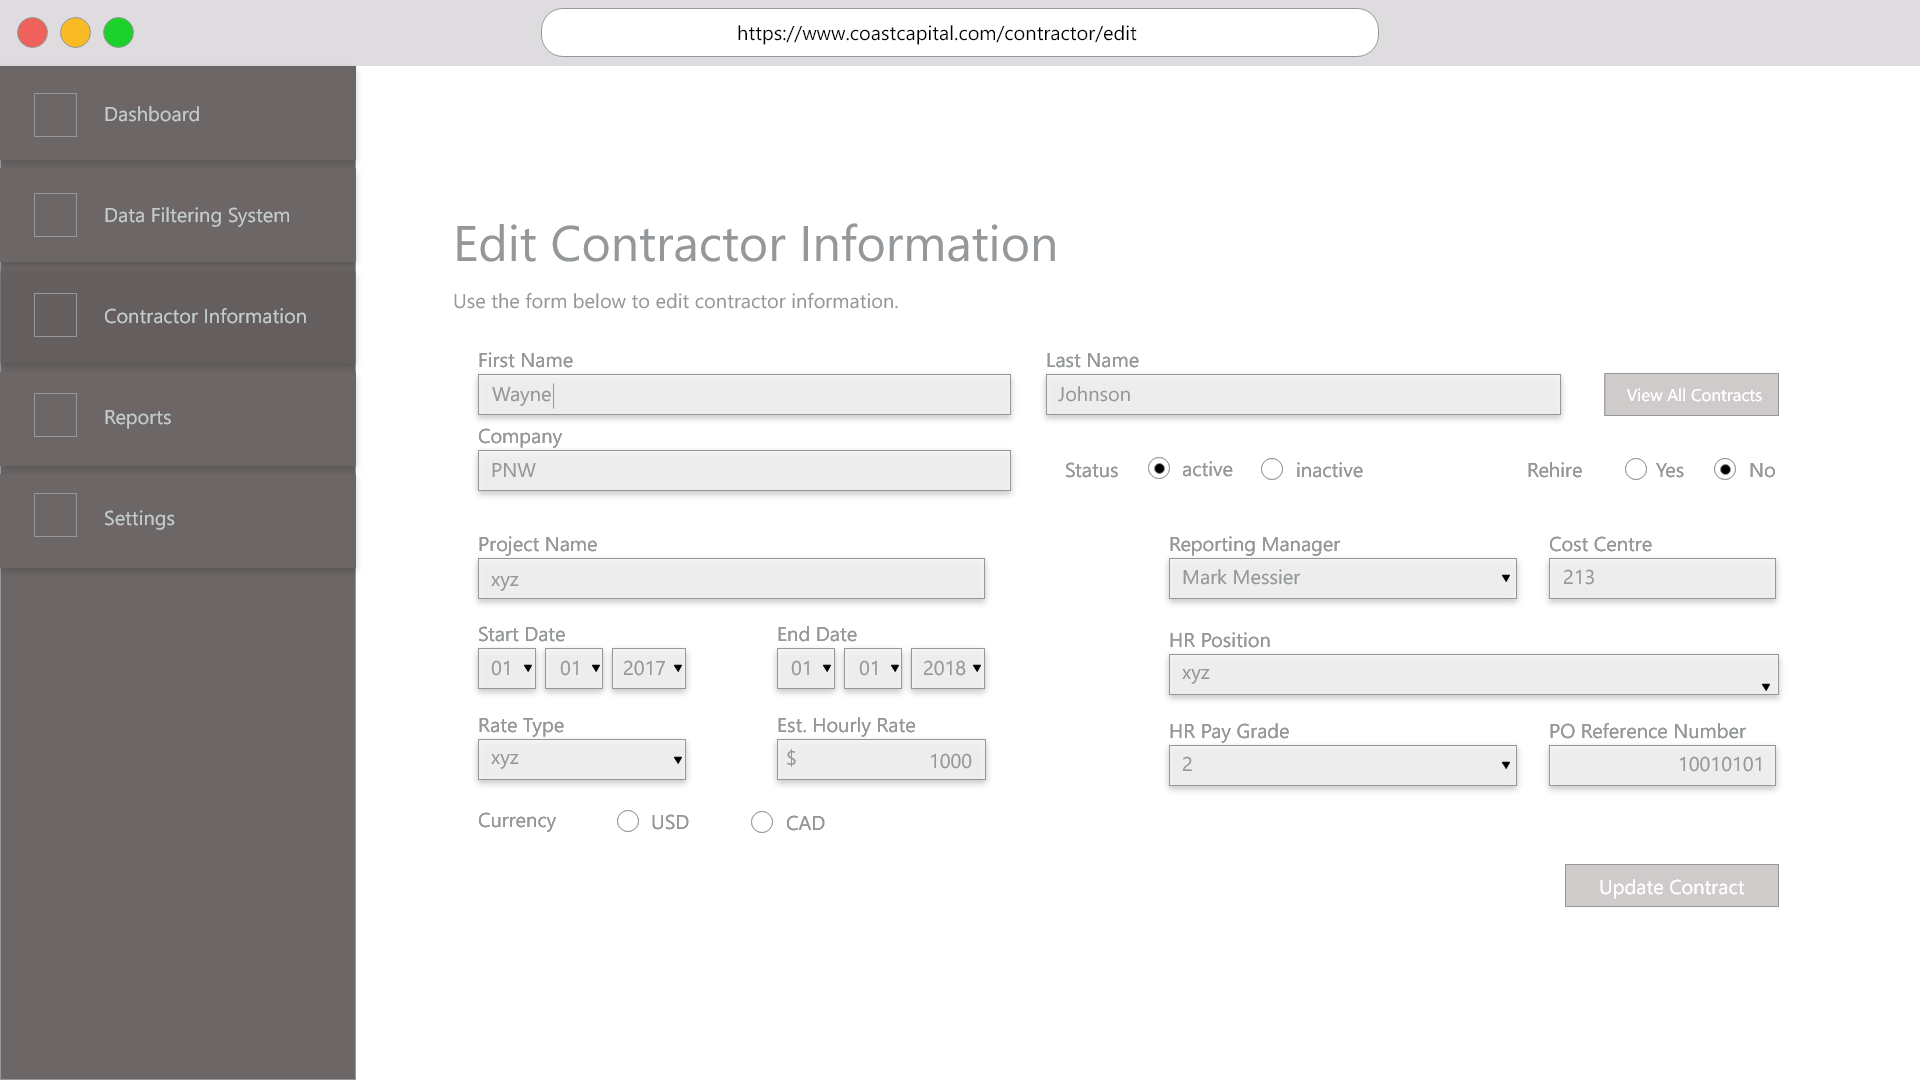 https://www.coastcapital.com/contractor/edit
Dashboard
Data Filtering System
Contractor Information
Reports
Settings
Edit Contractor Information
Use the form below to edit contractor information.
First Name
Last Name
Wayne
Johnson
View All Contracts
Company
PNW
Status active inactive
Rehire Yes No
Project Name
Reporting Manager
Cost Centre
xyz
Mark Messier
213
Start Date
End Date
HR Position
01 01 2017
01 01 2018
xyz
Rate Type
Est. Hourly Rate
HR Pay Grade
PO Reference Number
xyz
$ 1000
2
10010101
Currency USD CAD
Update Contract